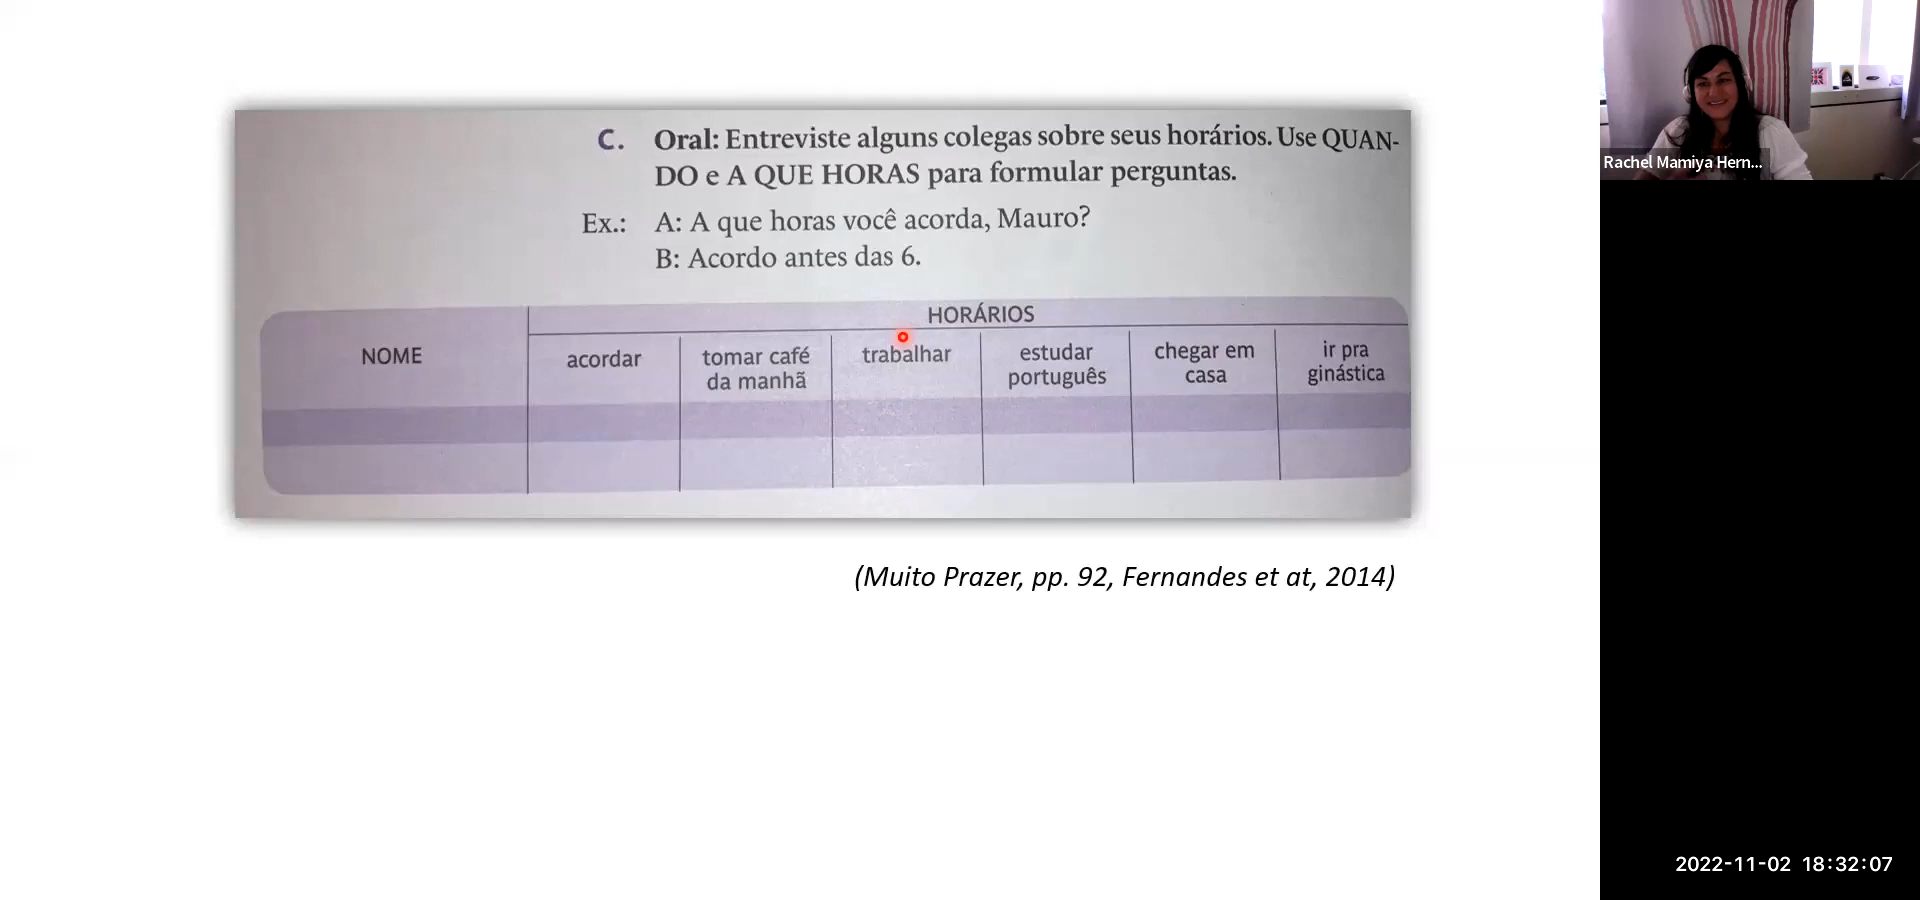 C. Oral: Entreviste alguns colegas sobre seus horários. Use QUAN-
DO e A QUE HORAS para formular perguntas.
Ex.: A: A que horas você acorda, Mauro?
B: Acordo antes das 6.
HORÁRIOS
NOME
acordar
tomar café
da manhã
trabalhar
estudar
português
chegar em
casa
ir pra
ginástica
(Muito Prazer, pp. 92, Fernandes et at, 2014)
Rachel Mamiya Hern...
2022-11-02 18:32:07